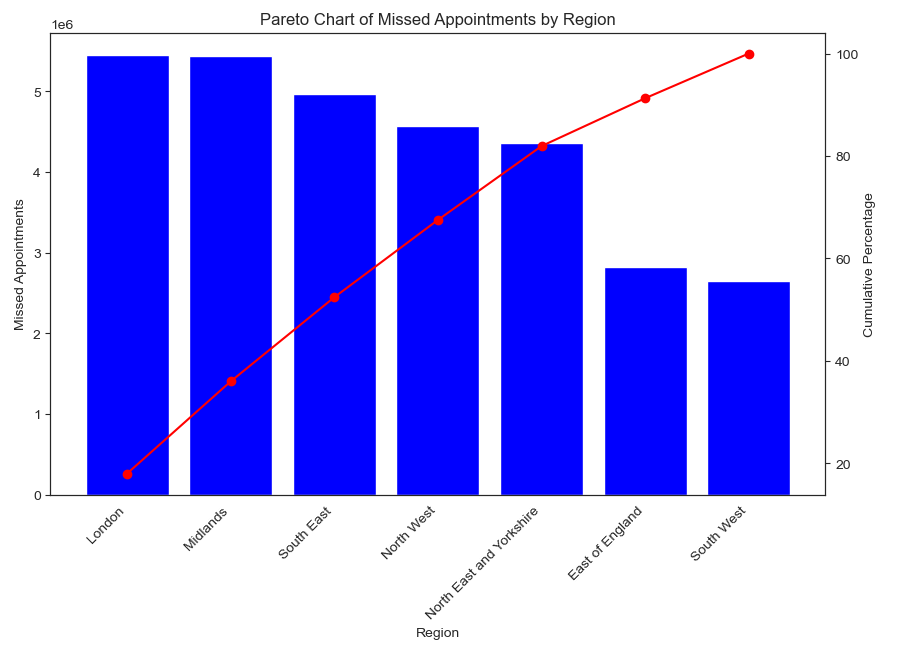 Pareto Chart of Missed Appointments by Region
1e6
5
4
3
2
1
0
Missed Appointments
100
80
60
40
20
Cumulative Percentage
London
Midlands
South East
North West
North East and Yorkshire
East of England
South West
Region